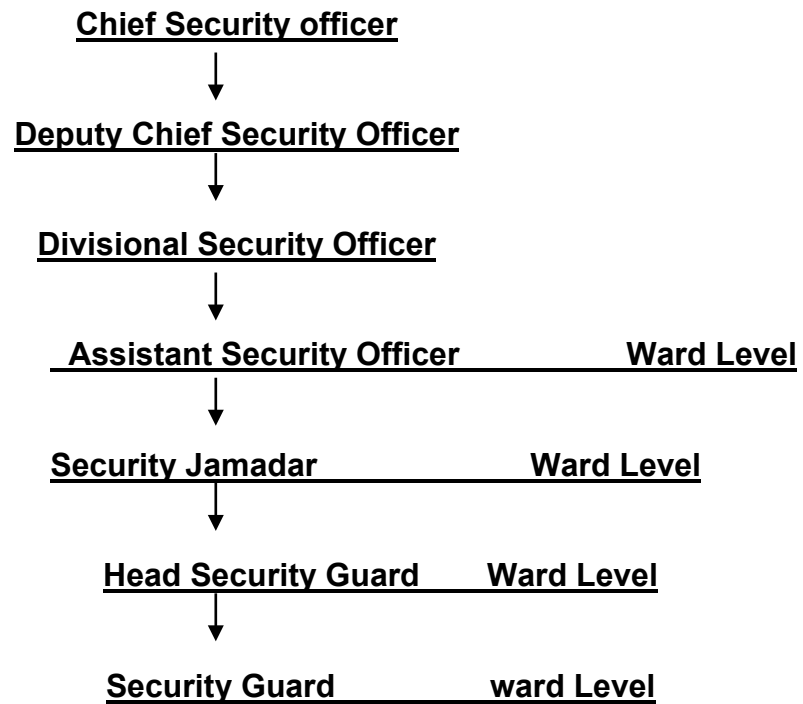 Chief Security officer
Deputy Chief Security Officer
Divisional Security Officer
Assistant Security Officer Ward Level
Security Jamadar Ward Level
Head Security Guard Ward Level
Security Guard ward Level